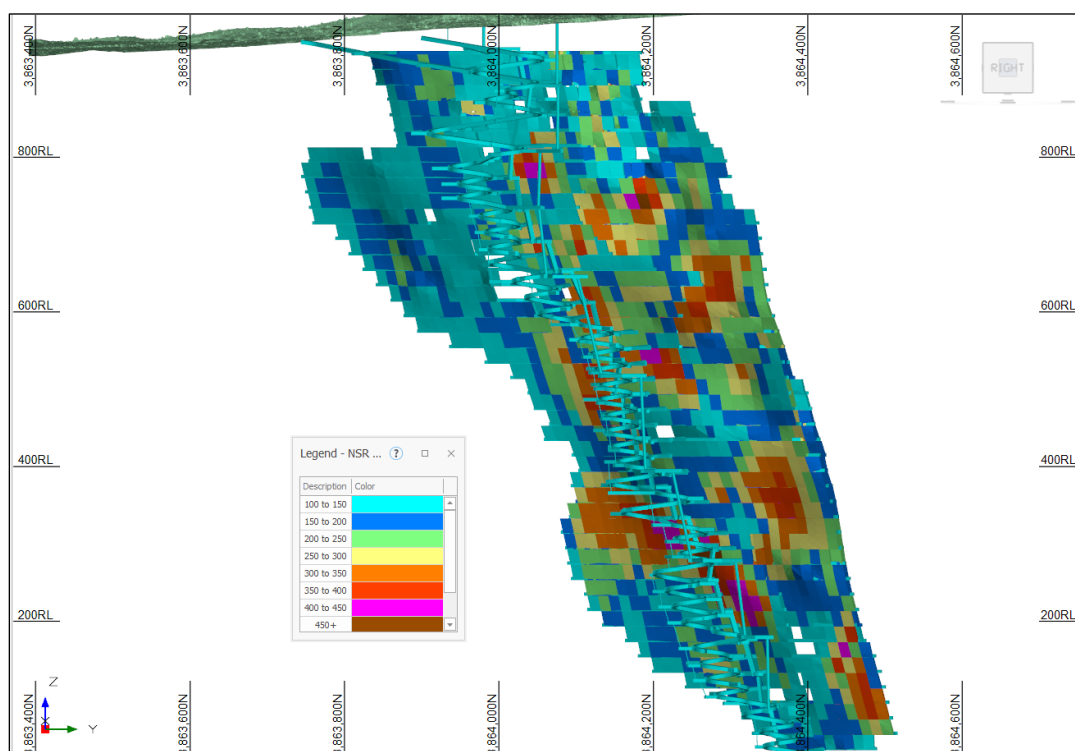 3,863,400N
3,863,600N
3,863,800N
3,864,000N
3,864,200N
3,864,400N
3,864,600N
RIGHT
800RL
800RL
600RL
600RL
400RL
400RL
200RL
200RL
Legend - NSR ... ?
Description Color
100 to 150
150 to 200
200 to 250
250 to 300
300 to 350
350 to 400
400 to 450
450+
Z
X
Y
3,863,400N
3,863,600N
3,863,800N
3,864,000N
3,864,200N
3,864,400N
3,864,600N